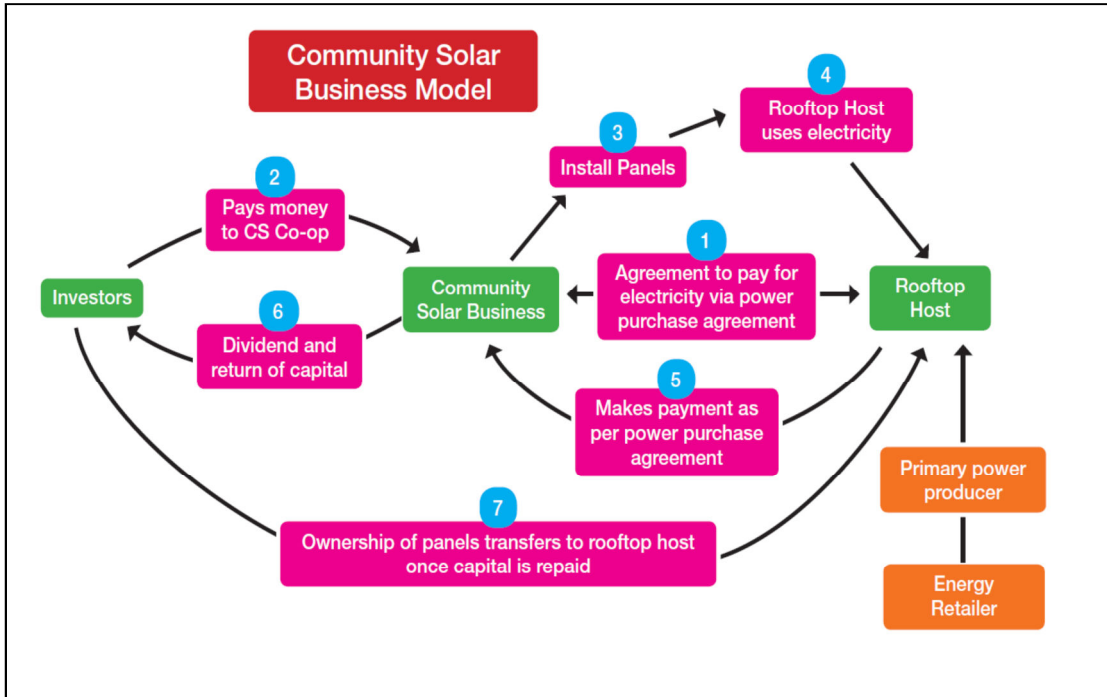 Community Solar
Business Model
4
Rooftop Host
uses electricity
3
Install Panels
2
Pays money
to CS Co-op
1
Agreement to pay for
electricity via power
purchase agreement
Investors
Community
Solar Business
Rooftop
Host
6
Dividend and
return of capital
5
Makes payment as
per power purchase
agreement
Primary power
producer
7
Ownership of panels transfers to rooftop host
once capital is repaid
Energy
Retailer